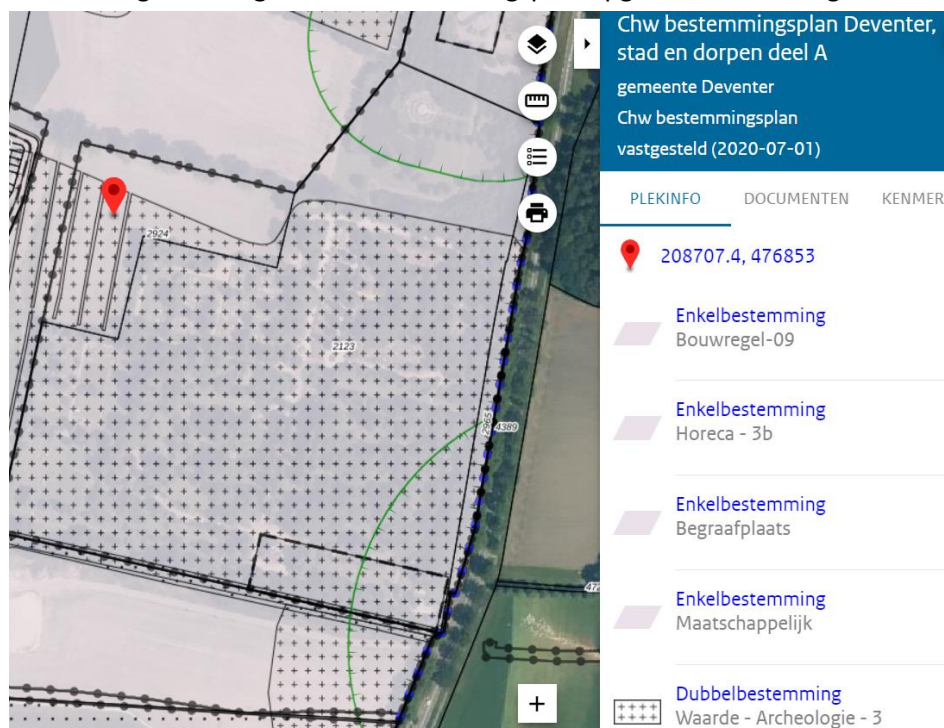 Chw bestemmingsplan Deventer,
stad en dorpen deel A
gemeente Deventer
Chw bestemmingsplan
vastgesteld (2020-07-01)
PLEKINFO DOCUMENTEN KENMER
208707.4, 476853
Enkelbestemming
Bouwregel-09
Enkelbestemming
Horeca - 3b
Enkelbestemming
Begraafplaats
Enkelbestemming
Maatschappelijk
Dubbelbestemming
Waarde - Archeologie - 3
2924
2123
2965
4389
472
+